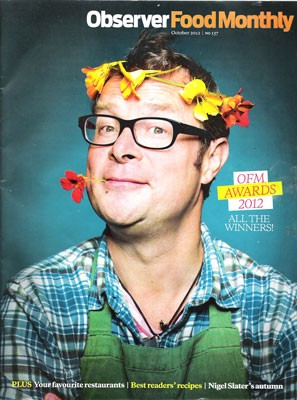 Observer Food Monthly
October 2012 | no 137
OFM
AWARDS
2012
ALL THE
WINNERS!
PLUS Your favourite restaurants | Best readers' recipes | Nigel Slater's autumn